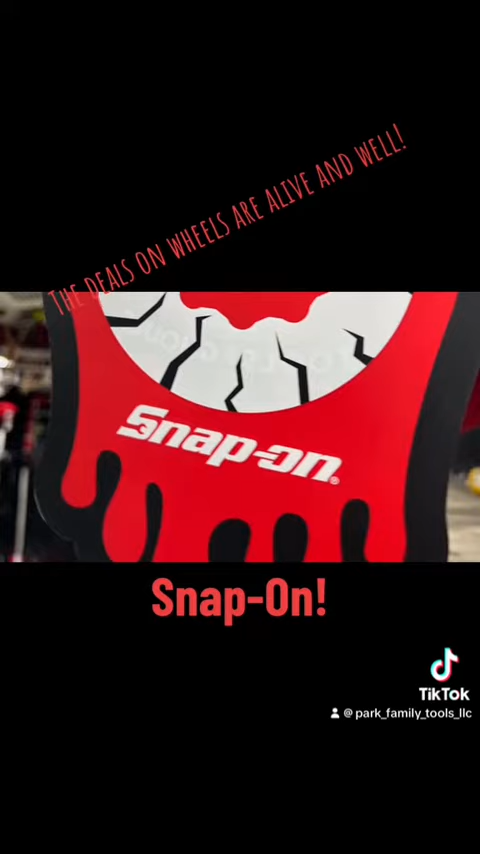 The deals on wheels are alive and well!
Snap-on®
Snap-On!
TikTok
@park_family_tools_llc